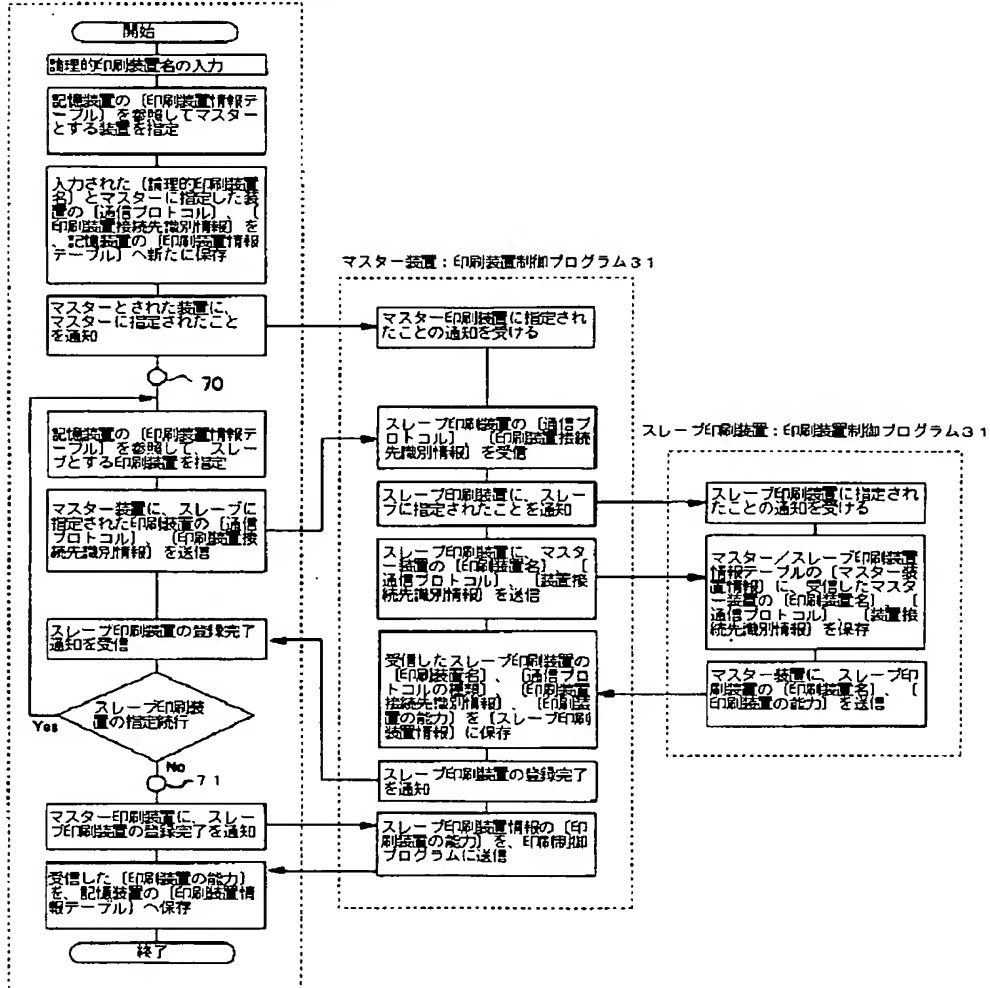 開始
論理的印刷装置名の入力
記憶装置の〔印刷装置情報テ
ーブル〕を参照してマスター
とする装置を指定
入力された〔論理的印刷装置
名〕とマスターに指定した装
置の〔通信プロトコル〕、〔
印刷装置接続先識別情報〕を
、記憶装置の〔印刷装置情報
テーブル〕へ新たに保存
マスターとされた装置に、
マスターに指定されたこと
を通知
70
記憶装置の〔印刷装置情報テ
ーブル〕を参照して、スレー
ブとする印刷装置を指定
マスター装置に、スレーブに
指定された印刷装置の〔通信
プロトコル〕、〔印刷装置接
続先識別情報〕を送信
スレーブ印刷装置の登録完了
通知を受信
スレーブ印刷装
置の指定続行
Yes
No
71
マスター印刷装置に、スレー
ブ印刷装置の登録完了を通知
受信した〔印刷装置の能力〕
を、記憶装置の〔印刷装置情
報テーブル〕へ保存
終了
マスター装置：印刷装置制御プログラム３１
マスター印刷装置に指定され
たことの通知を受ける
スレーブ印刷装置の〔通信プ
ロトコル〕、〔印刷装置接続
先識別情報〕を受信
スレーブ印刷装置に、スレー
ブに指定されたことを通知
スレーブ印刷装置に、マスタ
ー装置の〔印刷装置名〕、〔
通信プロトコル〕、〔装置接
続先識別情報〕を送信
受信したスレーブ印刷装置の
〔印刷装置名〕、〔通信プロ
トコルの種類〕、〔印刷装置
接続先識別情報〕、〔印刷装
置の能力〕を〔スレーブ印刷
装置情報〕に保存
スレーブ印刷装置の登録完了
を通知
スレーブ印刷装置情報の〔印
刷装置の能力〕を、印刷制御
プログラムに送信
スレーブ印刷装置：印刷装置制御プログラム３１
スレーブ印刷装置に指定され
たことの通知を受ける
マスター／スレーブ印刷装置
情報テーブルの〔マスター装
置情報〕に、受信したマスタ
ー装置の〔印刷装置名〕、〔
通信プロトコル〕、〔装置接
続先識別情報〕を保存
マスター装置に、スレーブ印
刷装置の〔印刷装置名〕、〔
印刷装置の能力〕を送信